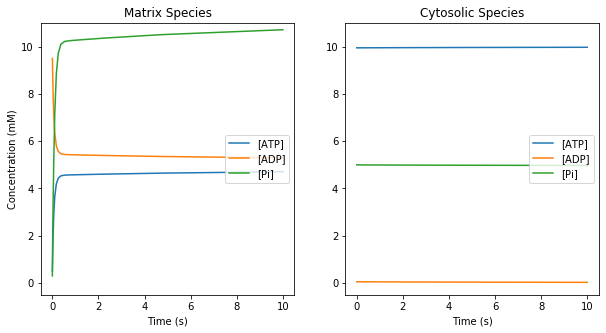 Matrix Species
Concentration (mM)
10
8
6
4
2
0
[ATP]
[ADP]
[Pi]
0
2
4
6
8
10
Time (s)
Cytosolic Species
10
8
6
4
2
0
[ATP]
[ADP]
[Pi]
0
2
4
6
8
10
Time (s)